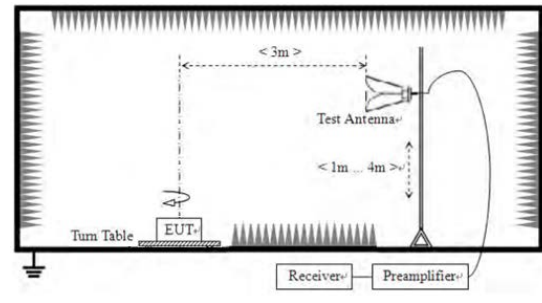 < 3m >
Test Antenna
< 1m ... 4m >
EUT
Turn Table
Receiver
Preamplifier